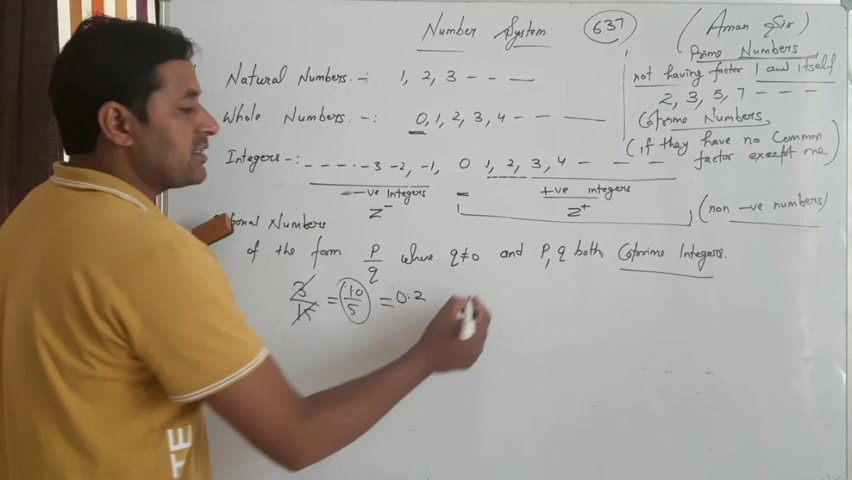 Number System
637
(Aman Sir)
Prime Numbers
not having factor 1 and itself.
2, 3, 5, 7 - - -
Coprime Numbers,
(if they have no Common
factor except one)
Natural Numbers. -: 1, 2, 3 - - -
Whole Numbers. -: 0, 1, 2, 3, 4 - - -
Integers -: - - - - - -3 -2, -1, 0 1, 2, 3, 4 - - -
-ve Integers
+ve integers
Z⁻
Z⁺
(non -ve numbers)
onal Numbers
of the form P/q where q≠0 and P, q both Coprime Integers.
= 0.2
TE